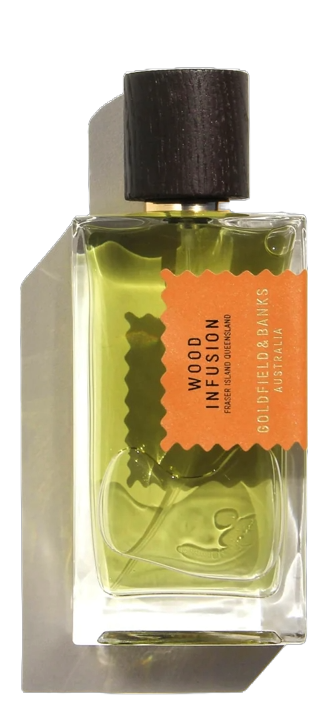 WOOD
INFUSION
FRASER ISLAND QUEENSLAND
GOLDFIELD & BANKS
AUSTRALIA